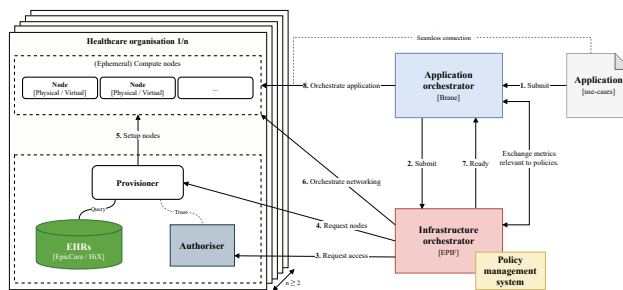 Healthcare organisation 1/n
(Ephemeral) Compute nodes
Node
[Physical / Virtual]
Node
[Physical / Virtual]
...
5. Setup nodes
Provisioner
Query
Trust
EHRs
[EpicCare / HiX]
Authoriser
n ≥ 2
Seamless connection
8. Orchestrate application
Application
orchestrator
[Brane]
1. Submit
Application
[use-cases]
2. Submit
7. Ready
Exchange metrics
relevant to policies.
6. Orchestrate networking
4. Request nodes
3. Request access
Infrastructure
orchestrator
[EPIF]
Policy
management
system